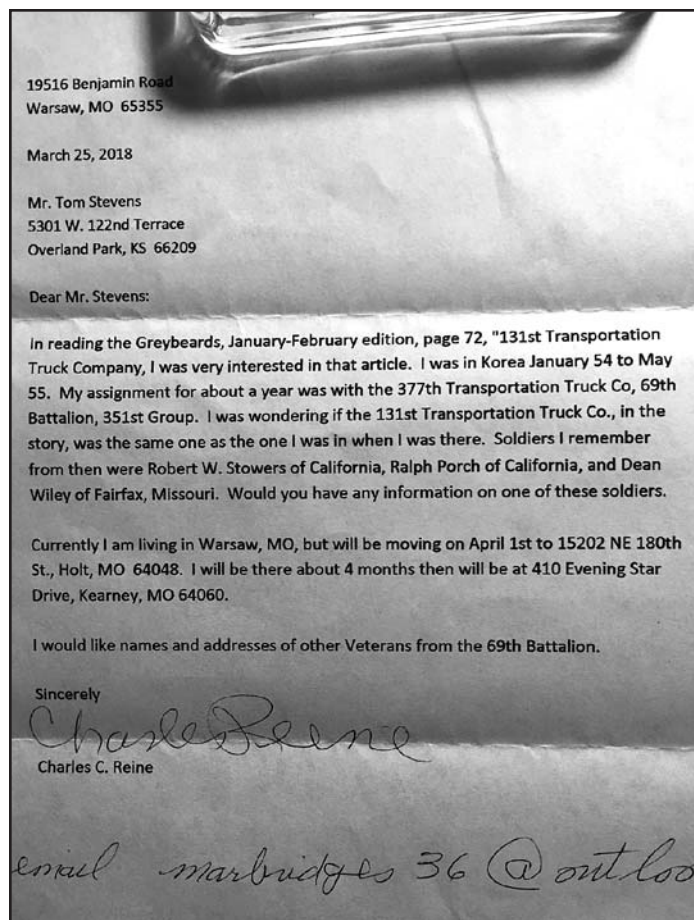 19516 Benjamin Road
Warsaw, MO 65355
March 25, 2018
Mr. Tom Stevens
5301 W. 122nd Terrace
Overland Park, KS 66209
Dear Mr. Stevens:
In reading the Greybeards, January-February edition, page 72, "131st Transportation
Truck Company, I was very interested in that article. I was in Korea January 54 to May
55. My assignment for about a year was with the 377th Transportation Truck Co, 69th
Battalion, 351st Group. I was wondering if the 131st Transportation Truck Co., in the
story, was the same one as the one I was in when I was there. Soldiers I remember
from then were Robert W. Stowers of California, Ralph Porch of California, and Dean
Wiley of Fairfax, Missouri. Would you have any information on one of these soldiers.
Currently I am living in Warsaw, MO, but will be moving on April 1st to 15202 NE 180th
St., Holt, MO 64048. I will be there about 4 months then will be at 410 Evening Star
Drive, Kearney, MO 64060.
I would like names and addresses of other Veterans from the 69th Battalion.
Sincerely
Charles Reine
Charles C. Reine
email marbridges 36 @ outloo